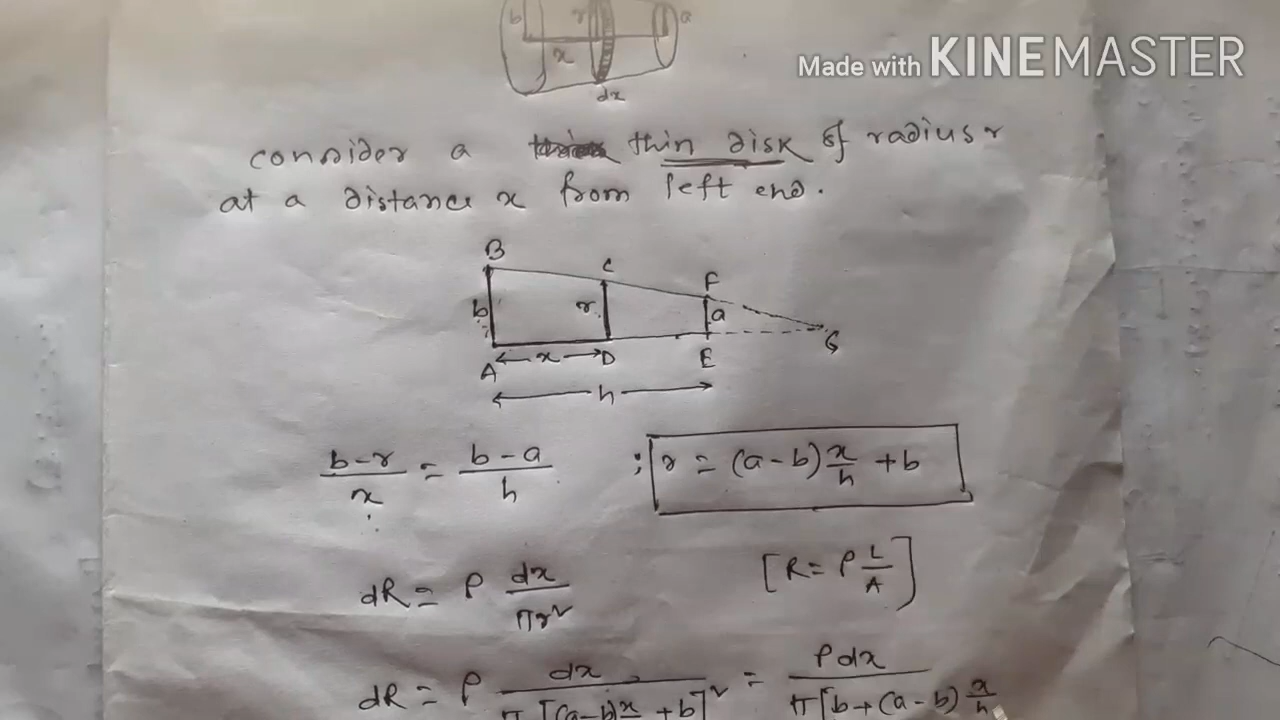 Made with KINEMASTER
b r a
x
dx
consider a thin disk of radius r
at a distance x from left end.
B C F
b r a
A x D E G
h
b-r/x = b-a/h ; r = (a-b) x/h + b
dR = ρ dx/πr² [R = ρ L/A]
dR = ρ dx/π[(a-b)x/h + b]² = ρdx/π[b+(a-b) x/h